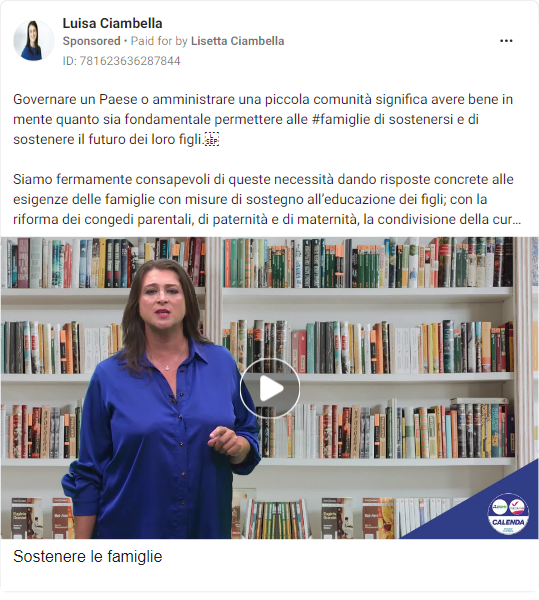 Luisa Ciambella
Sponsored • Paid for by Lisetta Ciambella
ID: 781623636287844
Governare un Paese o amministrare una piccola comunità significa avere bene in
mente quanto sia fondamentale permettere alle #famiglie di sostenersi e di
sostenere il futuro dei loro figli.
Siamo fermamente consapevoli di queste necessità dando risposte concrete alle
esigenze delle famiglie con misure di sostegno all'educazione dei figli; con la
riforma dei congedi parentali, di paternità e di maternità, la condivisione della cur...
CALENDA
Sostenere le famiglie